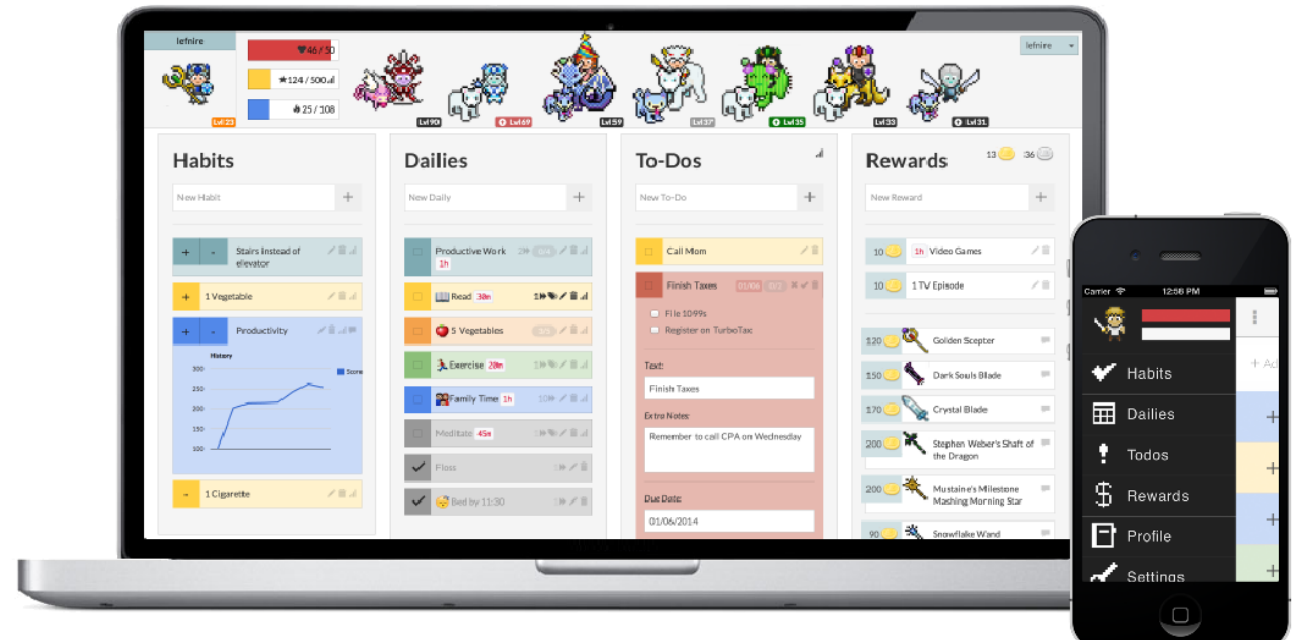 lefnire
46 / 50
124 / 500
25 / 108
Lvl 23
Lvl 90
Lvl 69
Lvl 59
Lvl 37
Lvl 35
Lvl 33
Lvl 31
lefnire
Habits
New Habit
Stairs instead of
elevator
1 Vegetable
Productivity
History
300
250
200
150
100
Score
1 Cigarette
Dailies
New Daily
Productive Work
1h
Read 30m
5 Vegetables
Exercise 20m
Family Time 1h
Meditate 45m
Floss
Bed by 11:30
To-Dos
New To-Do
Call Mom
Finish Taxes 01/06 0/2
File 1099s
Register on TurboTax
Text:
Finish Taxes
Extra Notes:
Remember to call CPA on Wednesday
Due Date:
01/06/2014
Rewards 13 36
New Reward
10 1h Video Games
10 1 TV Episode
120 Golden Scepter
150 Dark Souls Blade
170 Crystal Blade
200 Stephen Weber's Shaft of
the Dragon
200 Mustaine's Milestone
Mashing Morning Star
90 Snowflake Wand
Carrier 12:58 PM
+ Ad
Habits
Dailies
Todos
Rewards
Profile
Settings